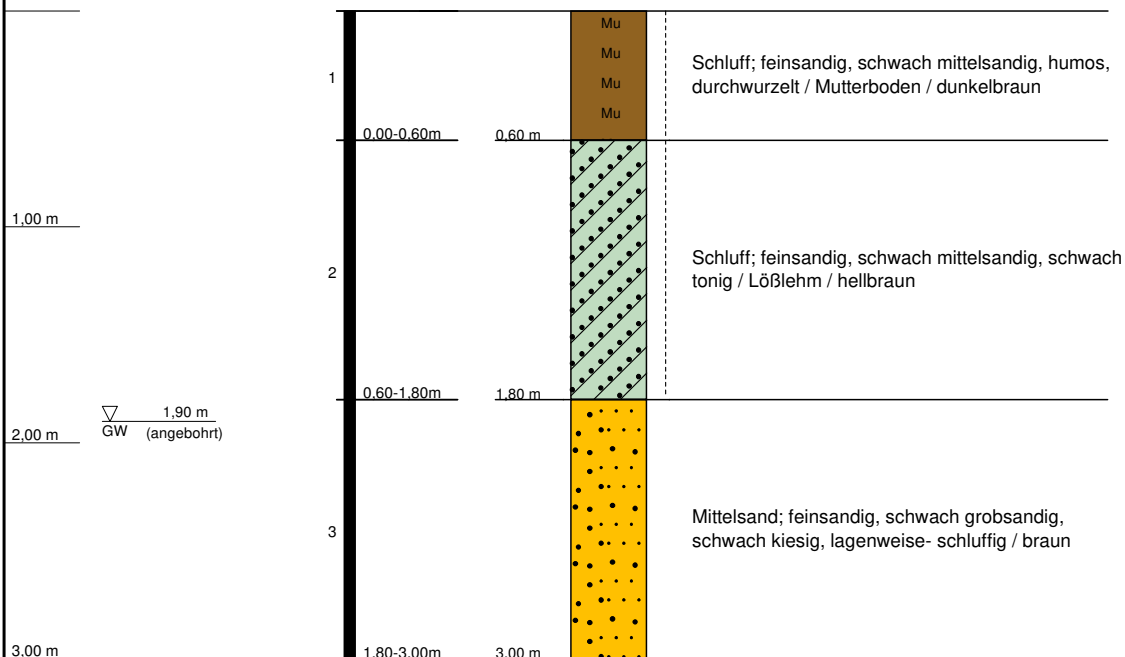 Mu
Mu
Mu
Mu
1
Schluff; feinsandig, schwach mittelsandig, humos,
durchwurzelt / Mutterboden / dunkelbraun
0.00-0.60m
0,60 m
1,00 m
2
Schluff; feinsandig, schwach mittelsandig, schwach
tonig / Lößlehm / hellbraun
0.60-1.80m
1,80 m
1,90 m
GW (angebohrt)
2,00 m
3
Mittelsand; feinsandig, schwach grobsandig,
schwach kiesig, lagenweise- schluffig / braun
3,00 m
1.80-3.00m
3,00 m